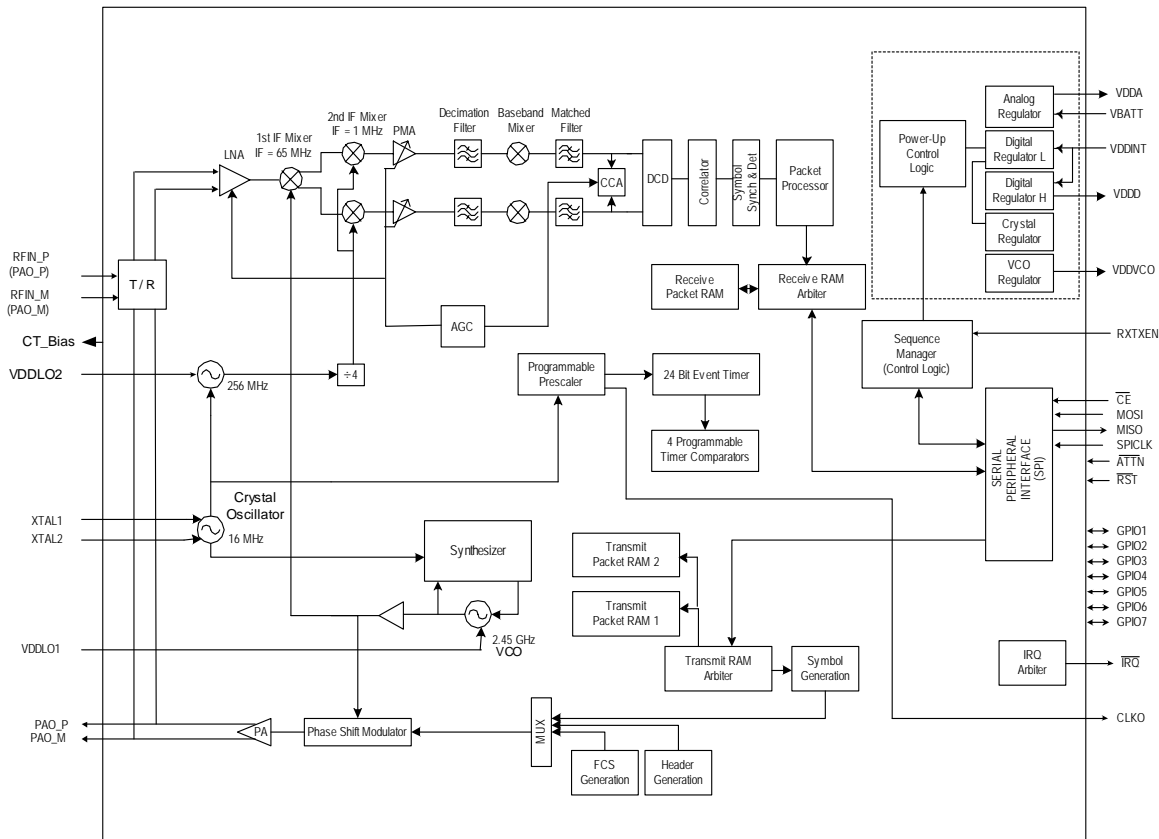 2nd IF Mixer
IF = 1 MHz
PMA
Decimation
Filter
Baseband
Mixer
Matched
Filter
1st IF Mixer
IF = 65 MHz
LNA
CCA
DCD
Correlator
Symbol
Synch & Det
Packet
Processor
Power-Up
Control
Logic
Analog
Regulator
Digital
Regulator L
Digital
Regulator H
Crystal
Regulator
VCO
Regulator
VDDA
VBATT
VDDINT
VDDD
VDDVCO
RFIN_P
(PAO_P)
RFIN_M
(PAO_M)
T / R
CT_Bias
VDDLO2
256 MHz
÷4
AGC
Receive
Packet RAM
Receive RAM
Arbiter
Sequence
Manager
(Control Logic)
RXTXEN
Programmable
Prescaler
24 Bit Event Timer
4 Programmable
Timer Comparators
SERIAL
PERIPHERAL
INTERFACE
(SPI)
CE
MOSI
MISO
SPICLK
ATTN
RST
XTAL1
XTAL2
Crystal
Oscillator
16 MHz
Synthesizer
2.45 GHz
VCO
VDDLO1
Transmit
Packet RAM 2
Transmit
Packet RAM 1
Transmit RAM
Arbiter
Symbol
Generation
GPIO1
GPIO2
GPIO3
GPIO4
GPIO5
GPIO6
GPIO7
IRQ
Arbiter
IRQ
CLKO
PAO_P
PAO_M
PA
Phase Shift Modulator
MUX
FCS
Generation
Header
Generation